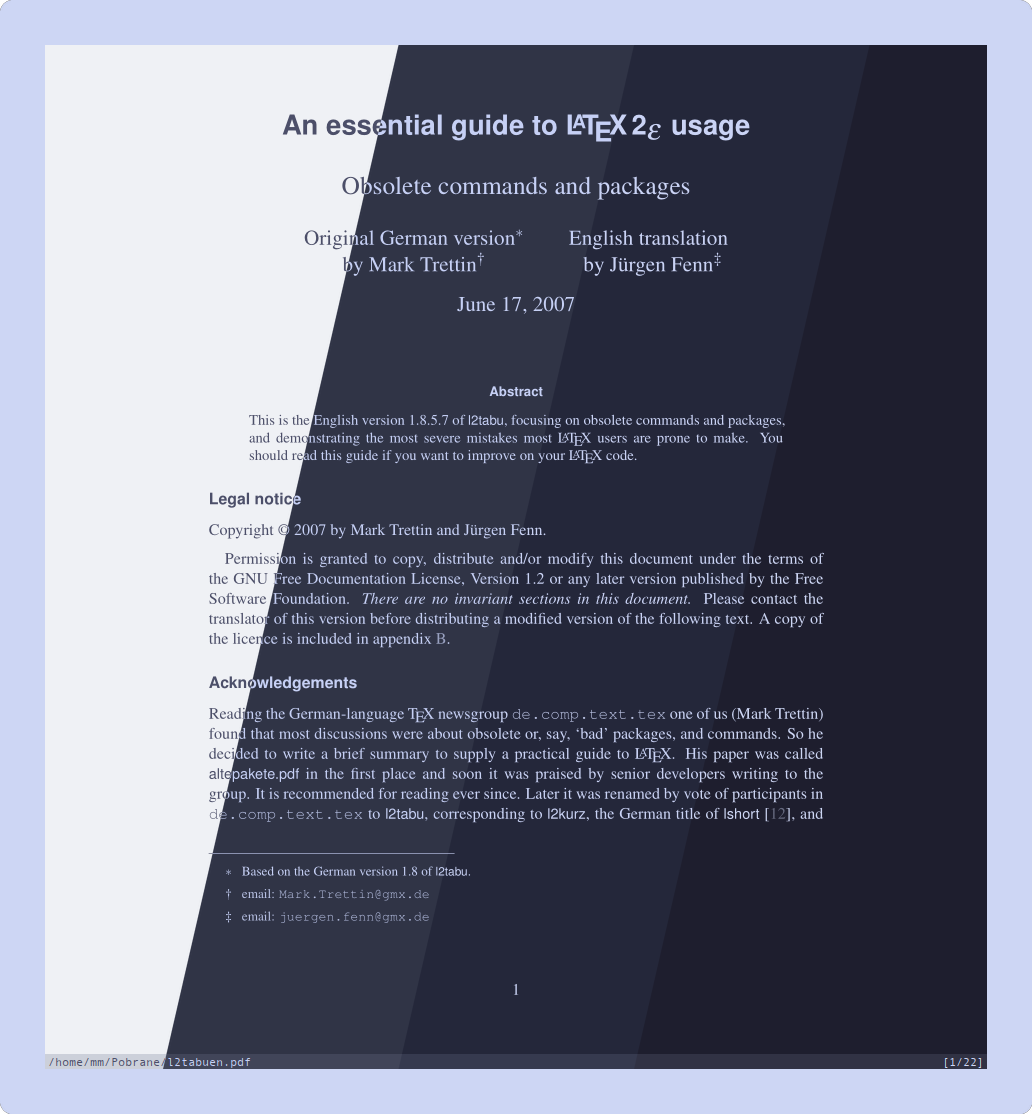 An essential guide to LATEX 2ε usage
Obsolete commands and packages
Original German version* English translation
by Mark Trettin† by Jürgen Fenn‡
June 17, 2007
Abstract
This is the English version 1.8.5.7 of l2tabu, focusing on obsolete commands and packages,
and demonstrating the most severe mistakes most LATEX users are prone to make. You
should read this guide if you want to improve on your LATEX code.
Legal notice
Copyright © 2007 by Mark Trettin and Jürgen Fenn.
Permission is granted to copy, distribute and/or modify this document under the terms of
the GNU Free Documentation License, Version 1.2 or any later version published by the Free
Software Foundation. There are no invariant sections in this document. Please contact the
translator of this version before distributing a modified version of the following text. A copy of
the licence is included in appendix B.
Acknowledgements
Reading the German-language TEX newsgroup de.comp.text.tex one of us (Mark Trettin)
found that most discussions were about obsolete or, say, ‘bad’ packages, and commands. So he
decided to write a brief summary to supply a practical guide to LATEX. His paper was called
altepakete.pdf in the first place and soon it was praised by senior developers writing to the
group. It is recommended for reading ever since. Later it was renamed by vote of participants in
de.comp.text.tex to l2tabu, corresponding to l2kurz, the German title of lshort [12], and
* Based on the German version 1.8 of l2tabu.
† email: Mark.Trettin@gmx.de
‡ email: juergen.fenn@gmx.de
1
/home/mm/Pobrane/l2tabuen.pdf [1/22]